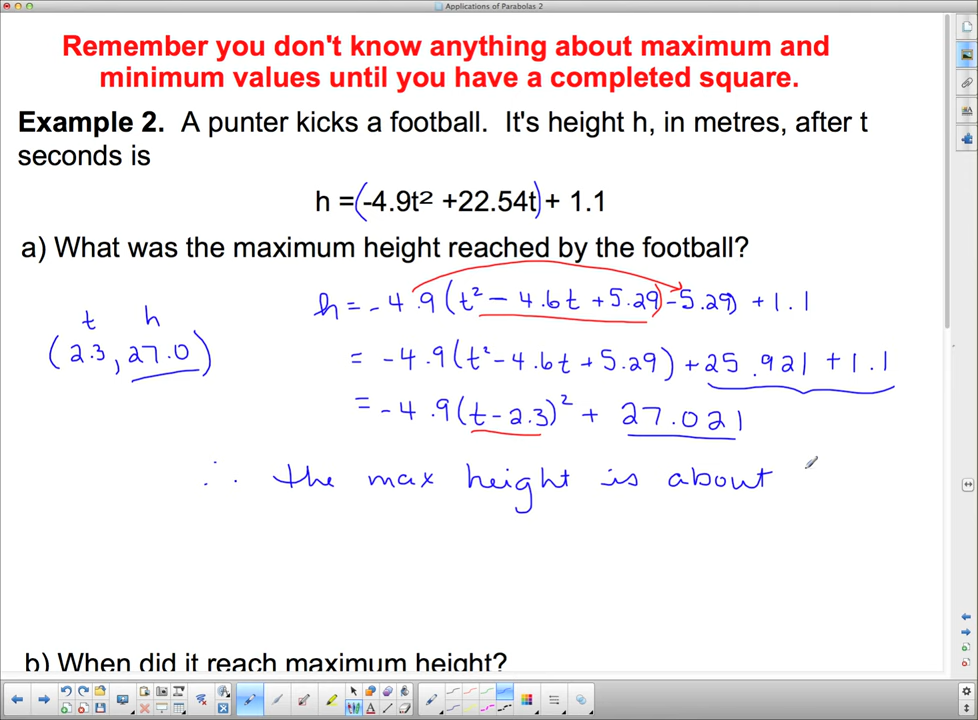 Applications of Parabolas 2
Remember you don't know anything about maximum and
minimum values until you have a completed square.
Example 2. A punter kicks a football. It's height h, in metres, after t
seconds is
h =(-4.9t² +22.54t)+ 1.1
a) What was the maximum height reached by the football?
h = -4.9(t² - 4.6t + 5.29) - 5.29) + 1.1
t h
(2.3, 27.0)
= -4.9(t² - 4.6t + 5.29) + 25.921 + 1.1
= -4.9(t - 2.3)² + 27.021
∴ the max height is about
b) When did it reach maximum height?